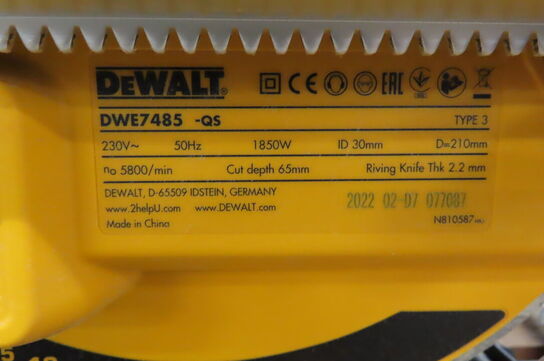 DEWALT®
DWE7485 -QS TYPE 3
230V~ 50Hz 1850W ID 30mm D=210mm
n₀ 5800/min Cut depth 65mm Riving Knife Thk 2.2 mm
DEWALT, D-65509 IDSTEIN, GERMANY
www.2helpU.com www.DEWALT.com 2022 02-07 077087
Made in China N810587